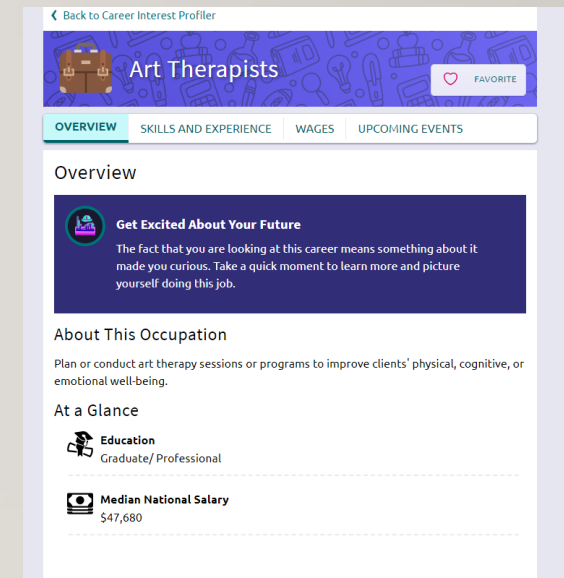 ❮ Back to Career Interest Profiler
Art Therapists
FAVORITE
OVERVIEW
SKILLS AND EXPERIENCE
WAGES
UPCOMING EVENTS
Overview
Get Excited About Your Future
The fact that you are looking at this career means something about it
made you curious. Take a quick moment to learn more and picture
yourself doing this job.
About This Occupation
Plan or conduct art therapy sessions or programs to improve clients' physical, cognitive, or
emotional well-being.
At a Glance
Education
Graduate/ Professional
Median National Salary
$47,680